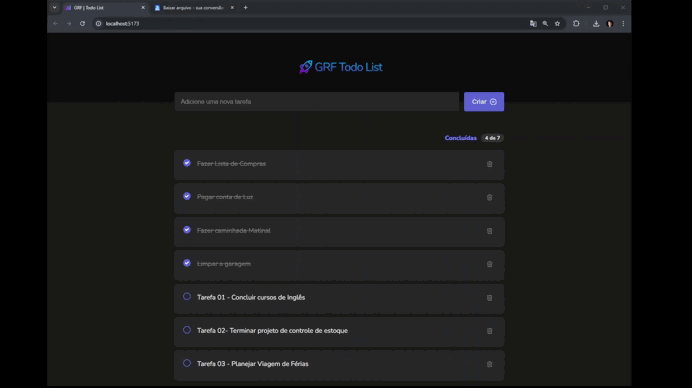 GRF | Todo List
Baixar arquivo - sua conversão
localhost:5173
GRF Todo List
Adicione uma nova tarefa
Criar
Concluídas 4 de 7
Fazer Lista de Compras
Pagar conta de Luz
Fazer caminhada Matinal
Limpar a garagem
Tarefa 01 - Concluir cursos de Inglês
Tarefa 02- Terminar projeto de controle de estoque
Tarefa 03 - Planejar Viagem de Férias